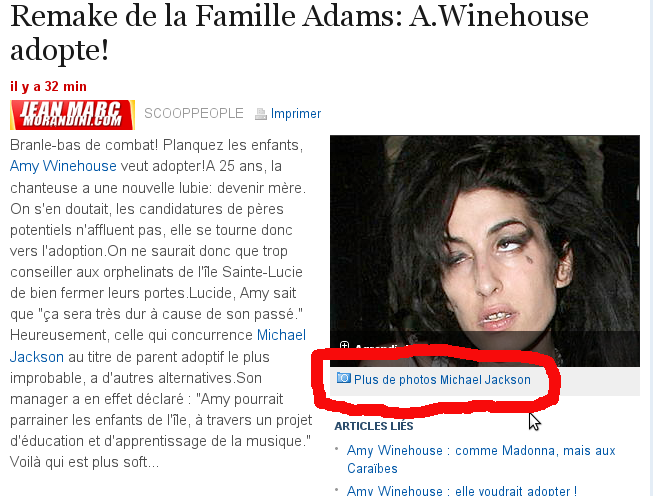 Remake de la Famille Adams: A.Winehouse
adopte!
il y a 32 min
JEAN MARC
MORANDINI.COM
SCOOPPEOPLE Imprimer
Branle-bas de combat! Planquez les enfants,
Amy Winehouse veut adopter!A 25 ans, la
chanteuse a une nouvelle lubie: devenir mère.
On s'en doutait, les candidatures de pères
potentiels n'affluent pas, elle se tourne donc
vers l'adoption.On ne saurait donc que trop
conseiller aux orphelinats de l'île Sainte-Lucie
de bien fermer leurs portes.Lucide, Amy sait
que "ça sera très dur à cause de son passé."
Heureusement, celle qui concurrence Michael
Jackson au titre de parent adoptif le plus
improbable, a d'autres alternatives.Son
manager a en effet déclaré : "Amy pourrait
parrainer les enfants de l'île, à travers un projet
d'éducation et d'apprentissage de la musique."
Voilà qui est plus soft...
Plus de photos Michael Jackson
ARTICLES LIÉS
Amy Winehouse : comme Madonna, mais aux
Caraïbes
Amy Winehouse : elle voudrait adopter !